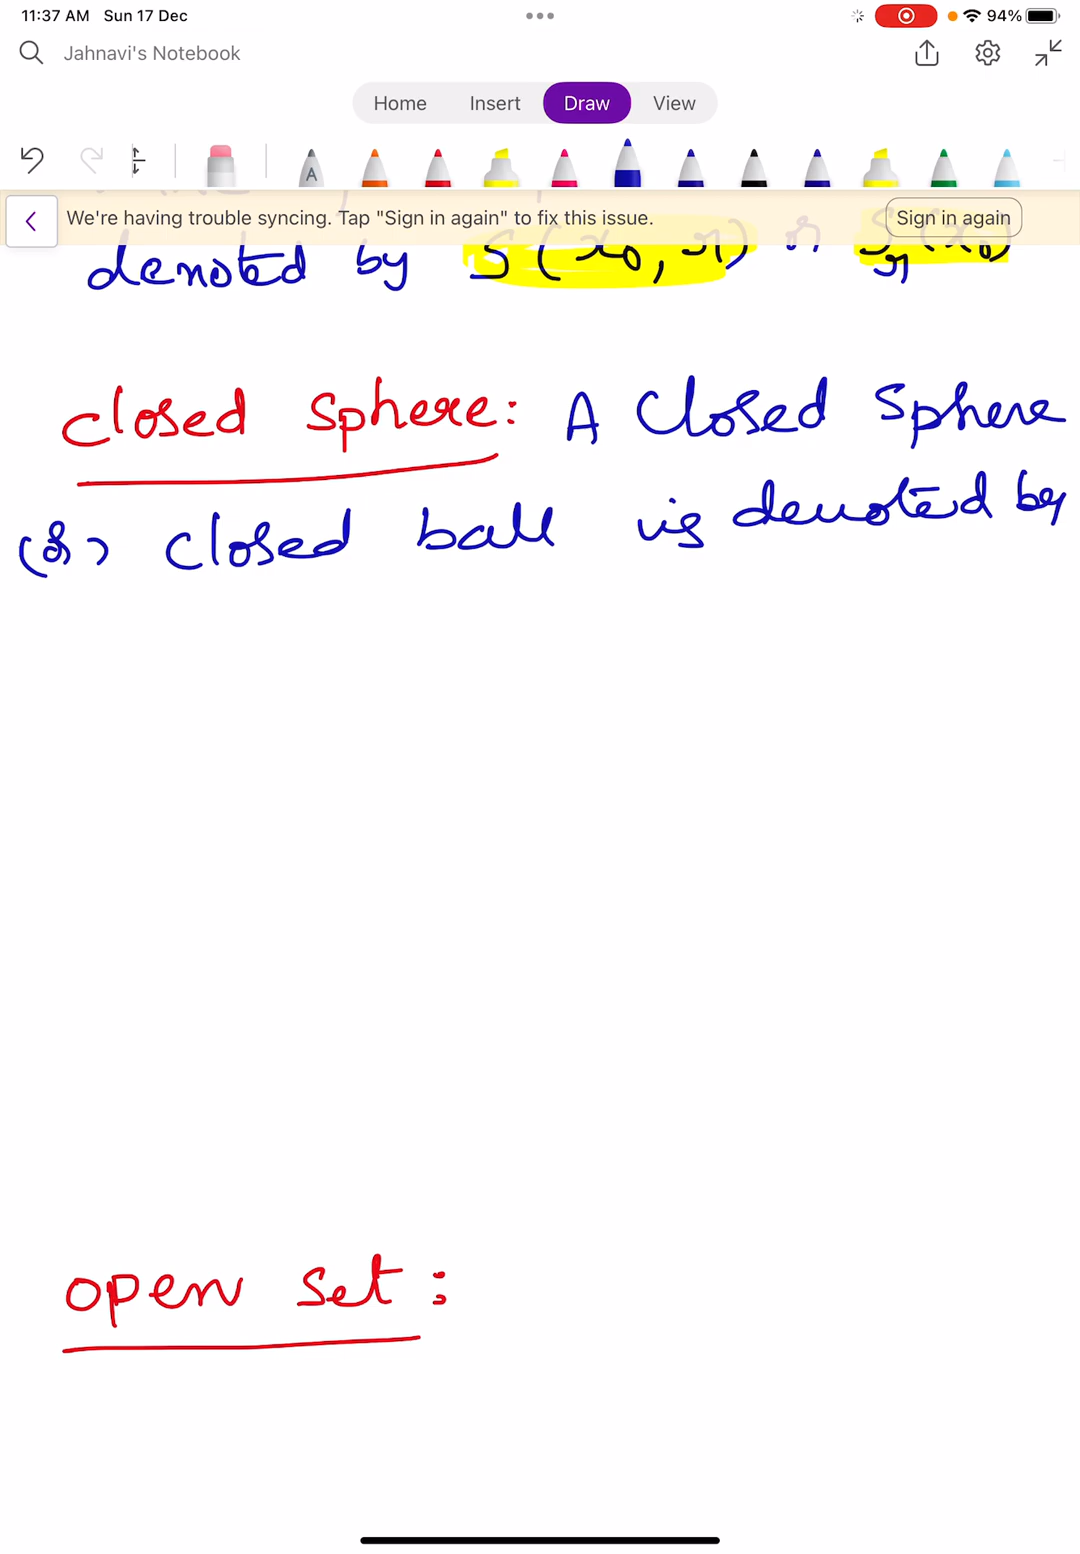 11:37 AM Sun 17 Dec 94%
Jahnavi's Notebook
Home Insert Draw View
A
We're having trouble syncing. Tap "Sign in again" to fix this issue. Sign in again
denoted by S(x₀, r) or Sᵣ(x₀)
closed sphere: A closed sphere
(or) closed ball is denoted by
open set: